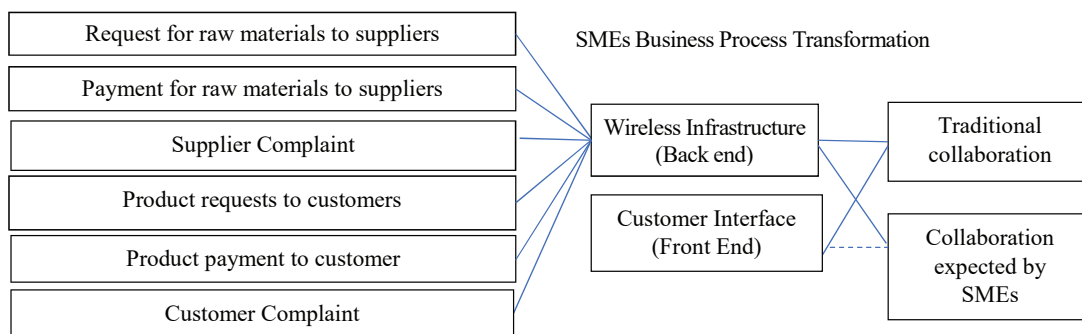 Request for raw materials to suppliers
SMEs Business Process Transformation
Payment for raw materials to suppliers
Supplier Complaint
Product requests to customers
Product payment to customer
Customer Complaint
Wireless Infrastructure
(Back end)
Customer Interface
(Front End)
Traditional
collaboration
Collaboration
expected by
SMEs